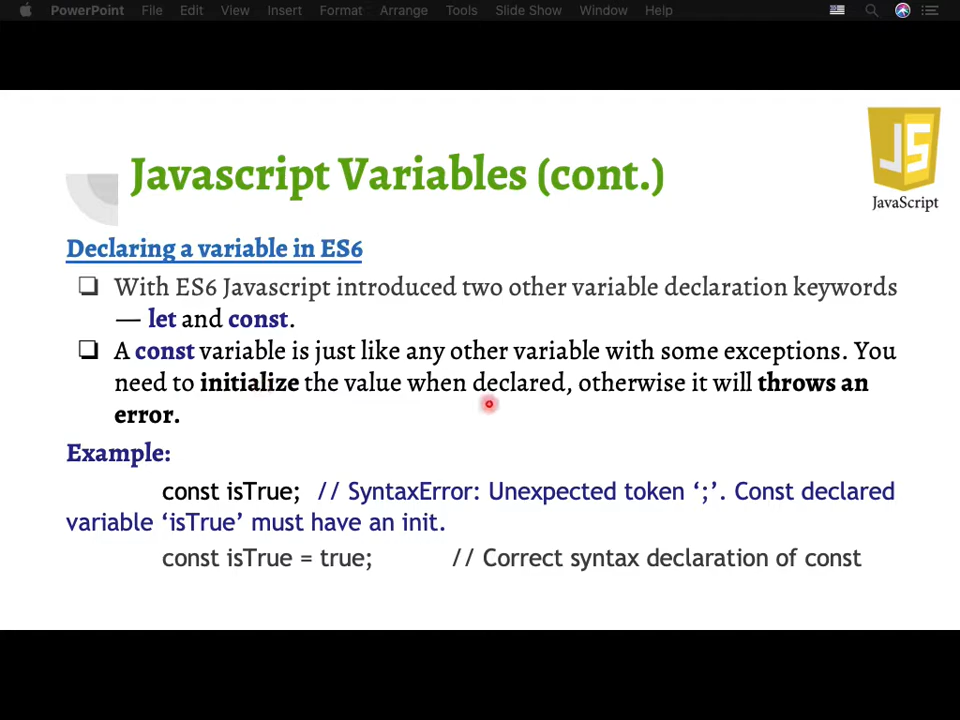 PowerPoint File Edit View Insert Format Arrange Tools Slide Show Window Help
JS
JavaScript
Javascript Variables (cont.)
Declaring a variable in ES6
With ES6 Javascript introduced two other variable declaration keywords
— let and const.
A const variable is just like any other variable with some exceptions. You
need to initialize the value when declared, otherwise it will throws an
error.
Example:
const isTrue; // SyntaxError: Unexpected token ‘;’. Const declared
variable ‘isTrue’ must have an init.
const isTrue = true; // Correct syntax declaration of const